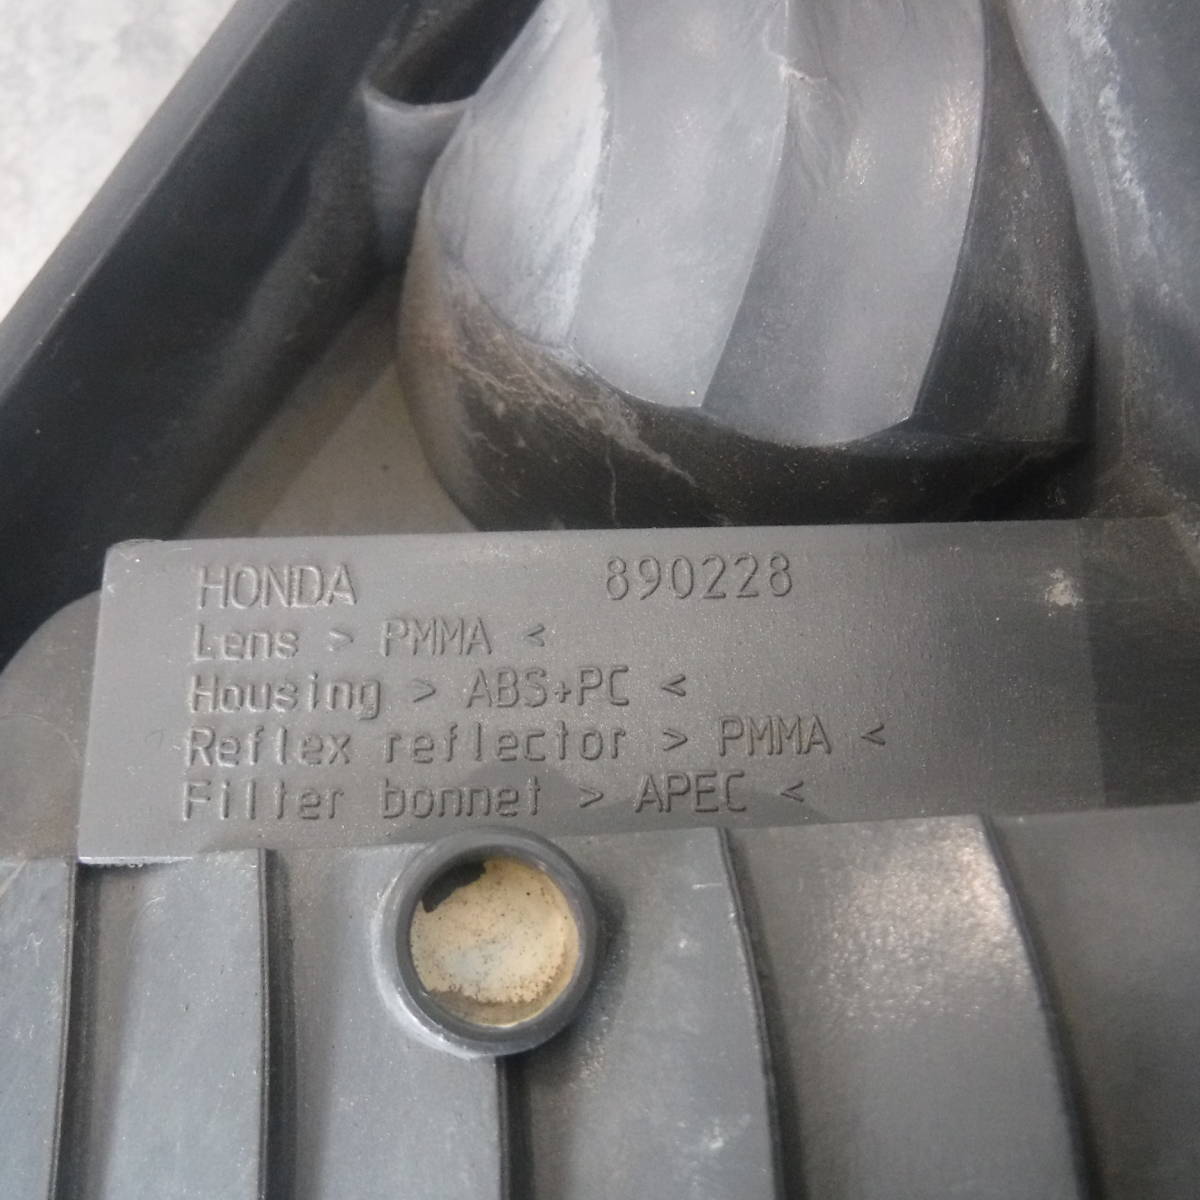 HONDA 890228
Lens > PMMA <
Housing > ABS+PC <
Reflex reflector > PMMA <
Filter bonnet > APEC <